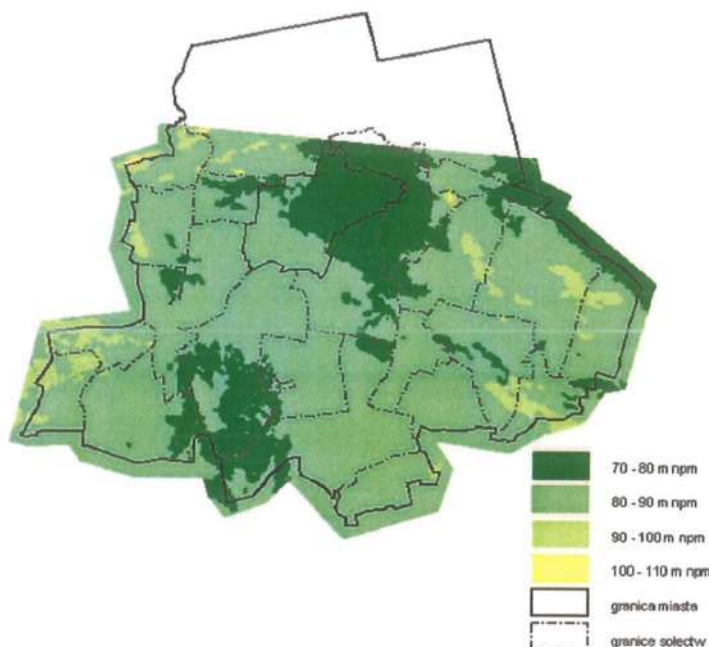 70 - 80 m npm
80 - 90 m npm
90 - 100 m npm
100 - 110 m npm
granica miasta
granice sołectw